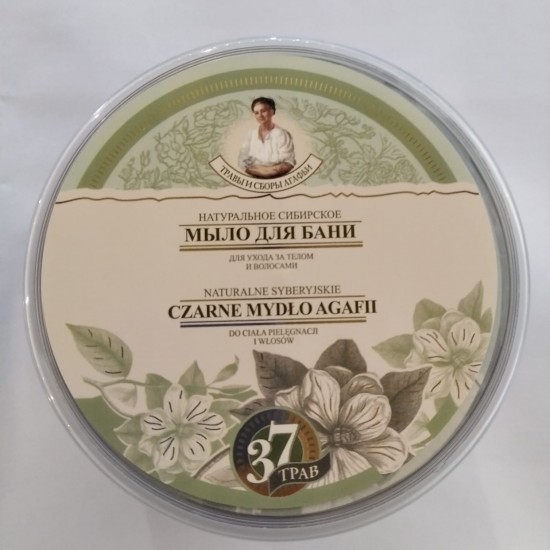 ТРАВЫ И СБОРЫ АГАФЬИ
НАТУРАЛЬНОЕ СИБИРСКОЕ
МЫЛО ДЛЯ БАНИ
ДЛЯ УХОДА ЗА ТЕЛОМ
И ВОЛОСАМИ
NATURALNE SYBERYJSKIE
CZARNE MYDŁO AGAFII
DO CIAŁA PIELĘGNACJI
I WŁOSÓW
37
ТРАВ